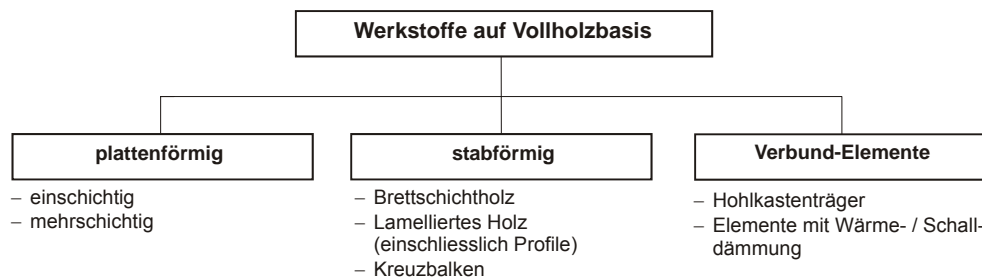 Werkstoffe auf Vollholzbasis
plattenförmig
– einschichtig
– mehrschichtig
stabförmig
– Brettschichtholz
– Lamelliertes Holz
(einschliesslich Profile)
– Kreuzbalken
Verbund-Elemente
– Hohlkastenträger
– Elemente mit Wärme- / Schall-
dämmung